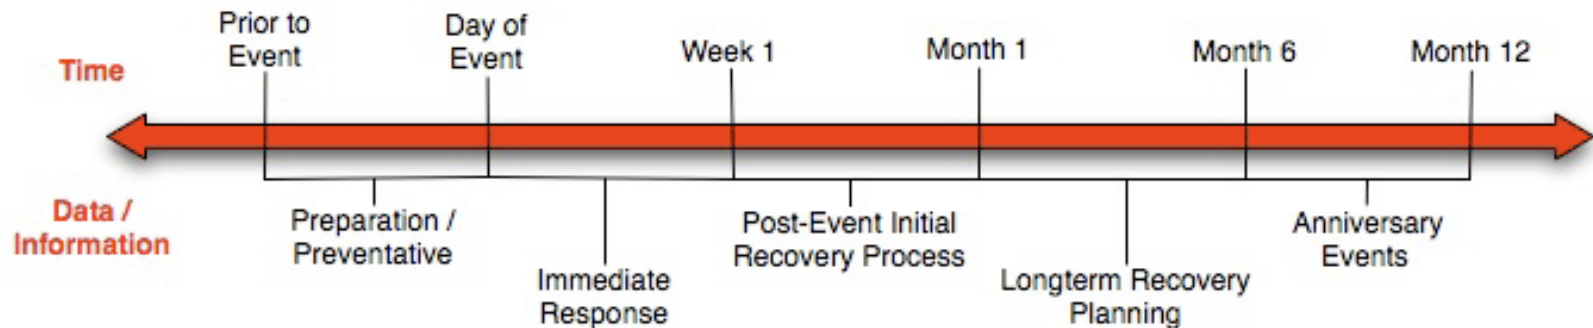 Prior to
Event
Day of
Event
Week 1
Month 1
Month 6
Month 12
Time
Data /
Information
Preparation /
Preventative
Immediate
Response
Post-Event Initial
Recovery Process
Longterm Recovery
Planning
Anniversary
Events